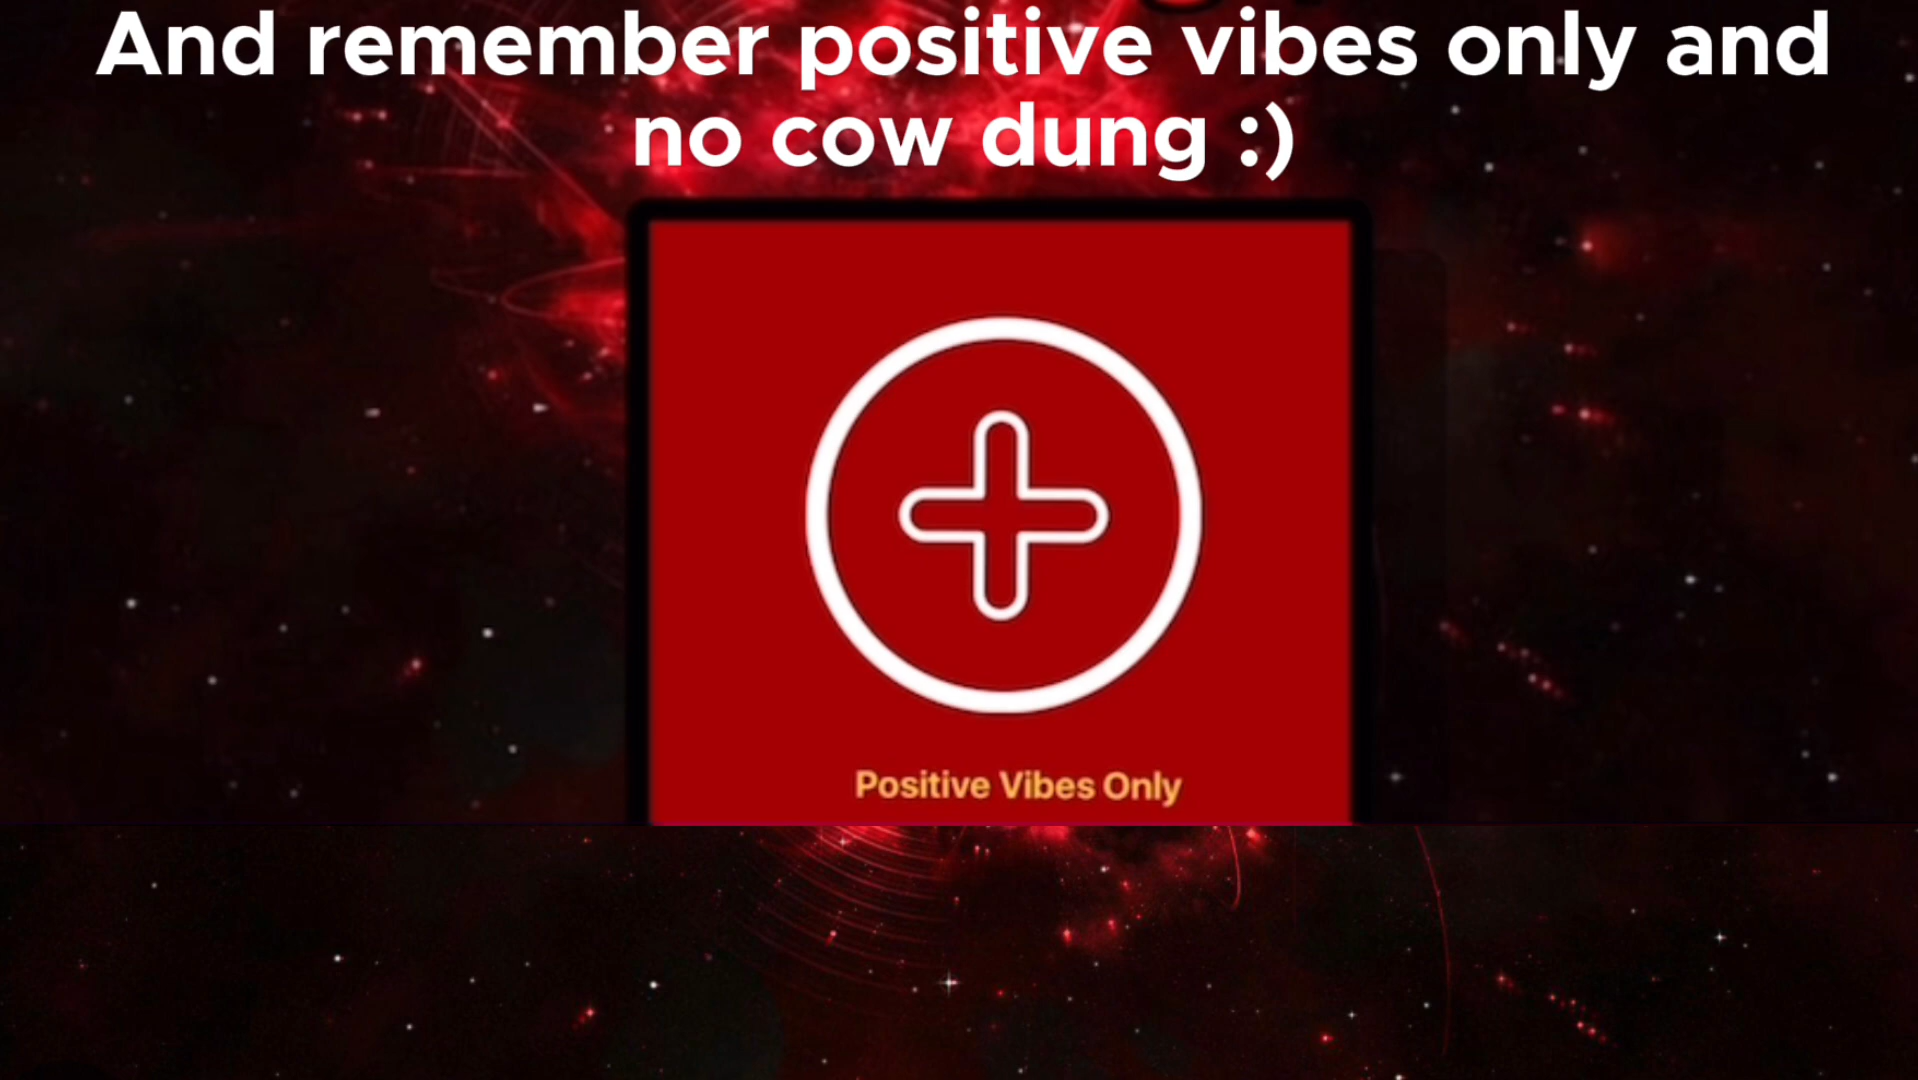 And remember positive vibes only and
no cow dung :)
Positive Vibes Only